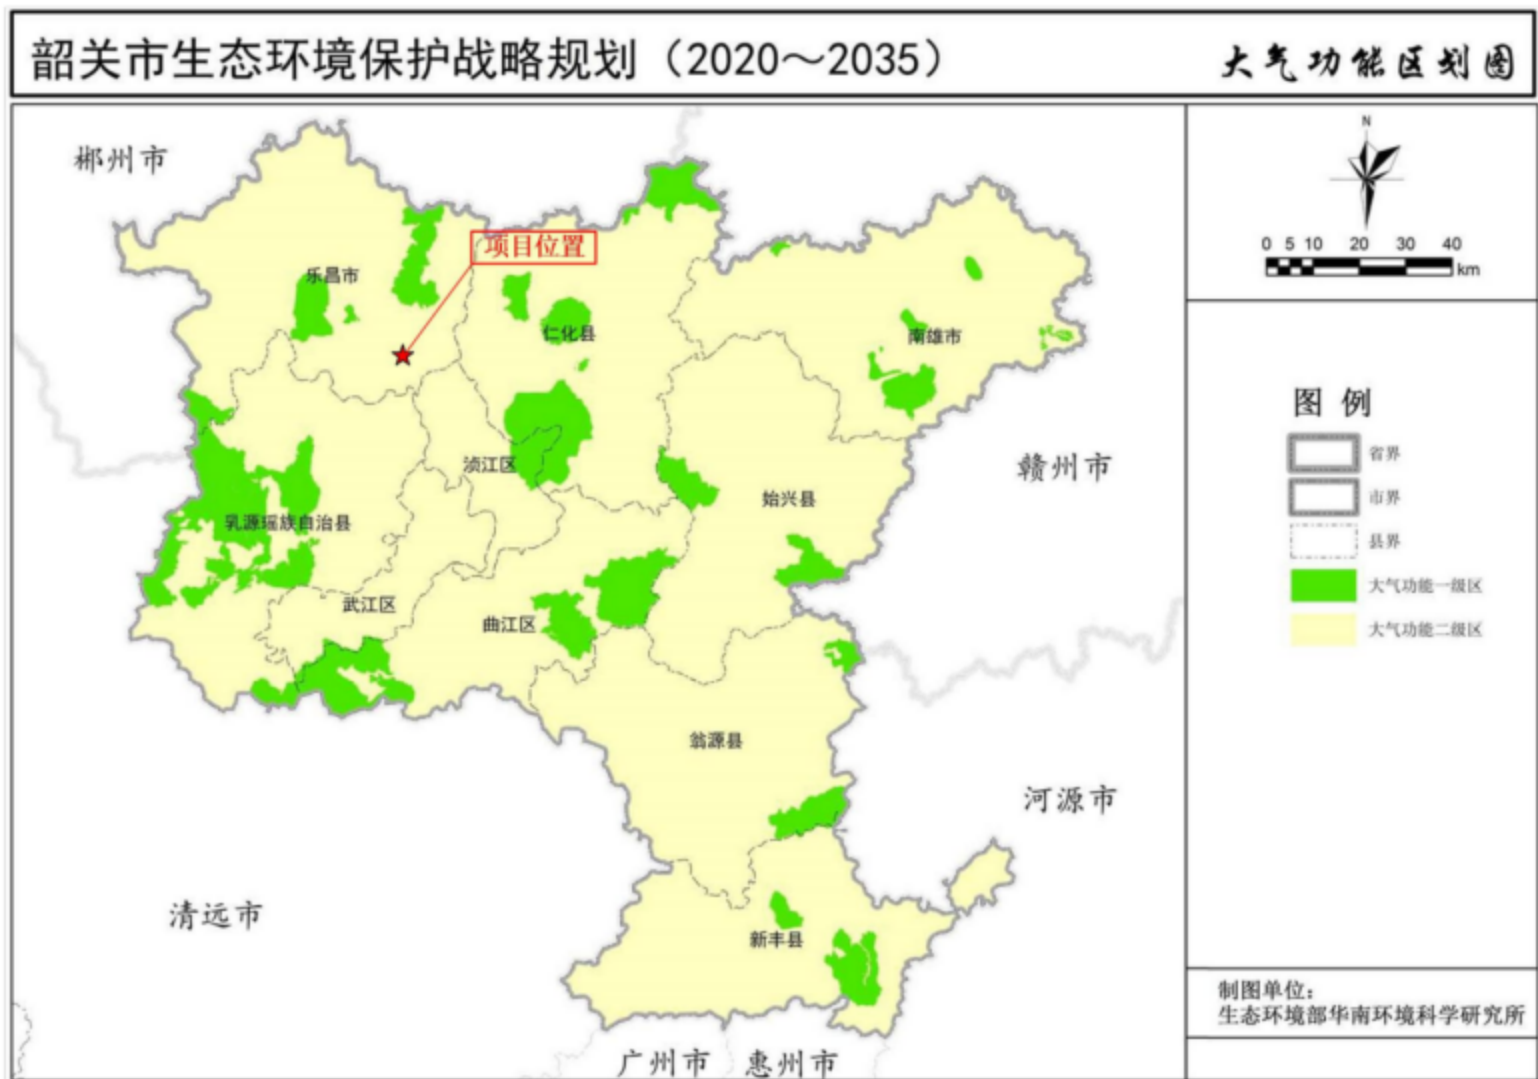 韶关市生态环境保护战略规划（2020～2035）
大气功能区划图
郴州市
N
0 5 10 20 30 40
km
项目位置
乐昌市
仁化县
南雄市
图 例
省界
市界
县界
大气功能一级区
大气功能二级区
浈江区
赣州市
始兴县
乳源瑶族自治县
武江区
曲江区
翁源县
河源市
清远市
新丰县
制图单位：
生态环境部华南环境科学研究所
广州市
惠州市